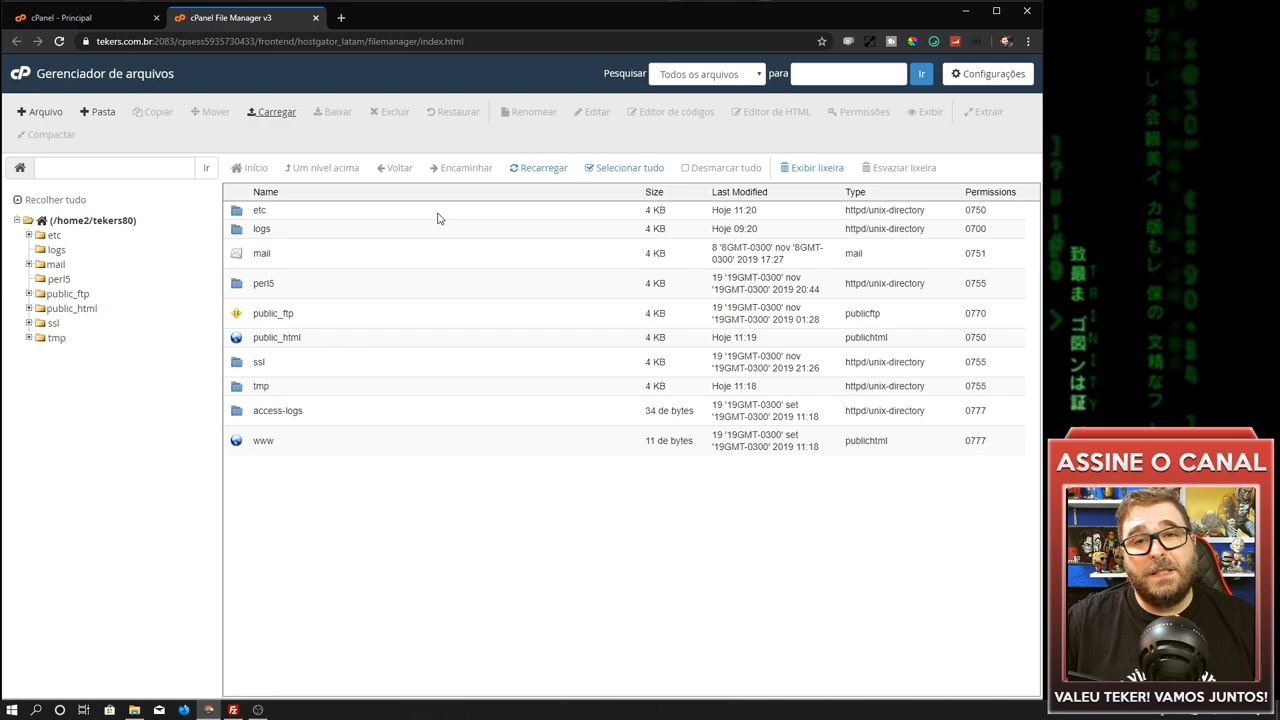 cPanel - Principal
cPanel File Manager v3
tekers.com.br:2083/cpsess5935730433/frontend/hostgator_latam/filemanager/index.html
cP Gerenciador de arquivos
Pesquisar Todos os arquivos para Ir Configurações
Arquivo Pasta Copiar Mover Carregar Baixar Excluir Restaurar Renomear Editar Editor de códigos Editor de HTML Permissões Exibir Extrair
Compactar
Ir Início Um nível acima Voltar Encaminhar Recarregar Selecionar tudo Desmarcar tudo Exibir lixeira Esvaziar lixeira
Recolher tudo
(/home2/tekers80)
etc
logs
mail
perl5
public_ftp
public_html
ssl
tmp
Name Size Last Modified Type Permissions
etc 4 KB Hoje 11:20 httpd/unix-directory 0750
logs 4 KB Hoje 09:20 httpd/unix-directory 0700
mail 4 KB 8 '8GMT-0300' nov '8GMT-
0300' 2019 17:27 mail 0751
perl5 4 KB 19 '19GMT-0300' nov
'19GMT-0300' 2019 20:44 httpd/unix-directory 0755
public_ftp 4 KB 19 '19GMT-0300' nov
'19GMT-0300' 2019 01:28 publicftp 0770
public_html 4 KB Hoje 11:19 publichtml 0750
ssl 4 KB 19 '19GMT-0300' nov
'19GMT-0300' 2019 21:26 httpd/unix-directory 0755
tmp 4 KB Hoje 11:18 httpd/unix-directory 0755
access-logs 34 de bytes 19 '19GMT-0300' set
'19GMT-0300' 2019 11:18 httpd/unix-directory 0777
www 11 de bytes 19 '19GMT-0300' set
'19GMT-0300' 2019 11:18 publichtml 0777
TRINITY
ASSINE O CANAL
VALEU TEKER! VAMOS JUNTOS!